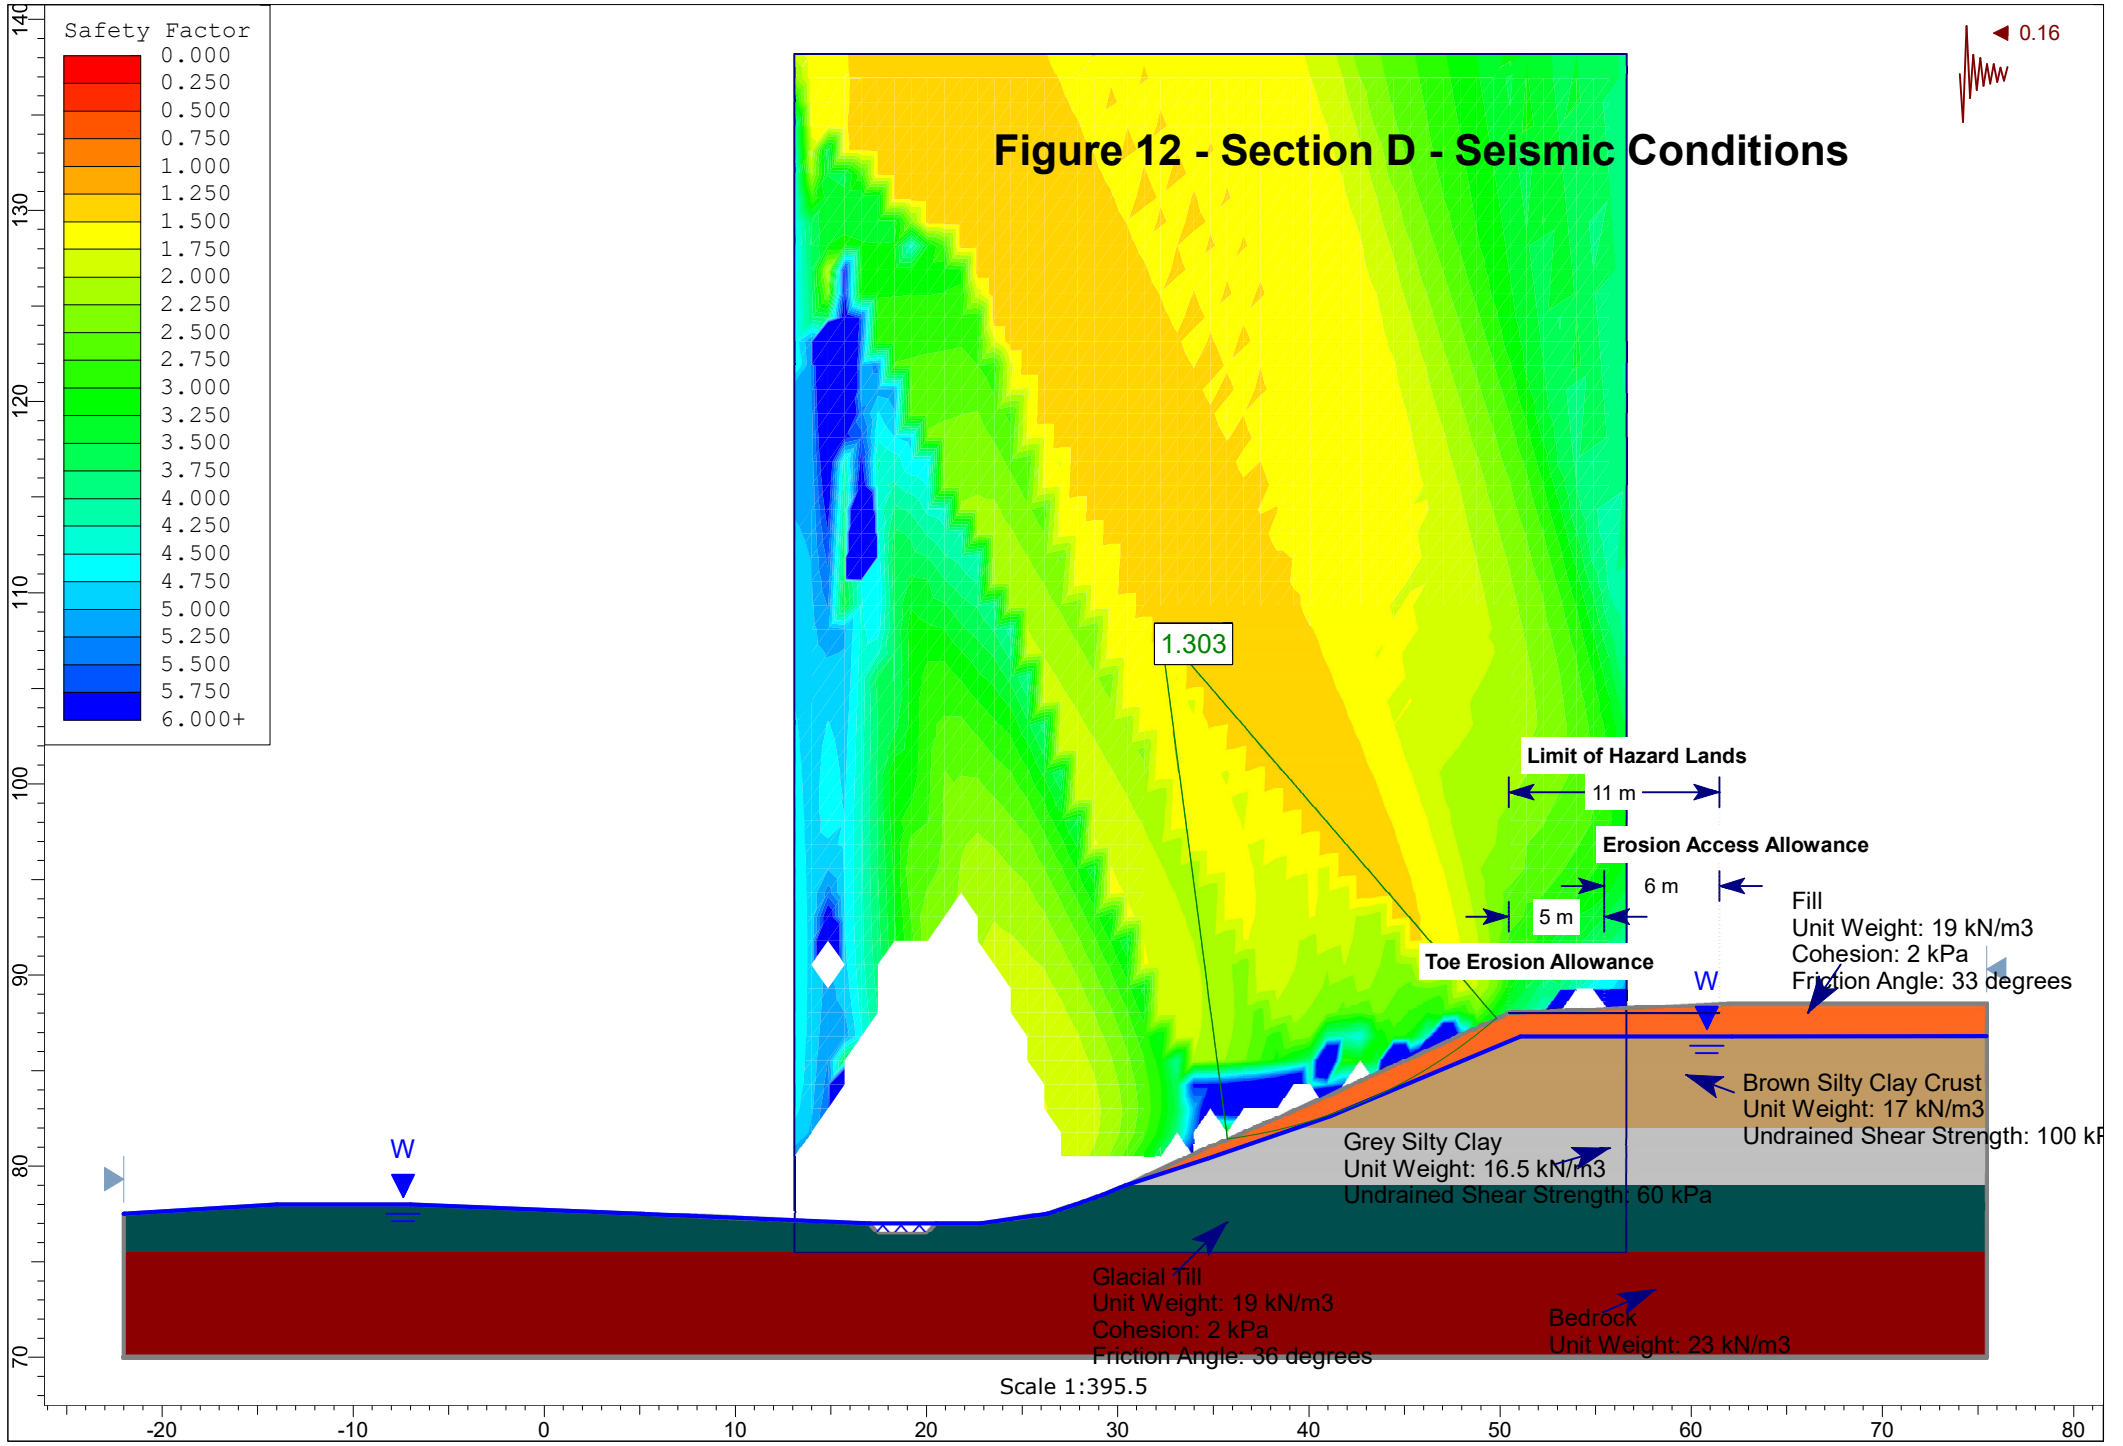 Safety Factor
0.000
0.250
0.500
0.750
1.000
1.250
1.500
1.750
2.000
2.250
2.500
2.750
3.000
3.250
3.500
3.750
4.000
4.250
4.500
4.750
5.000
5.250
5.500
5.750
6.000+
0.16
Figure 12 - Section D - Seismic Conditions
1.303
Limit of Hazard Lands
11 m
Erosion Access Allowance
6 m
5 m
Toe Erosion Allowance
Fill
Unit Weight: 19 kN/m3
Cohesion: 2 kPa
Friction Angle: 33 degrees
W
W
Brown Silty Clay Crust
Unit Weight: 17 kN/m3
Undrained Shear Strength: 100 kP
Grey Silty Clay
Unit Weight: 16.5 kN/m3
Undrained Shear Strength: 60 kPa
Glacial Till
Unit Weight: 19 kN/m3
Cohesion: 2 kPa
Friction Angle: 36 degrees
Bedrock
Unit Weight: 23 kN/m3
Scale 1:395.5
140
130
120
110
100
90
80
70
-20 -10 0 10 20 30 40 50 60 70 80